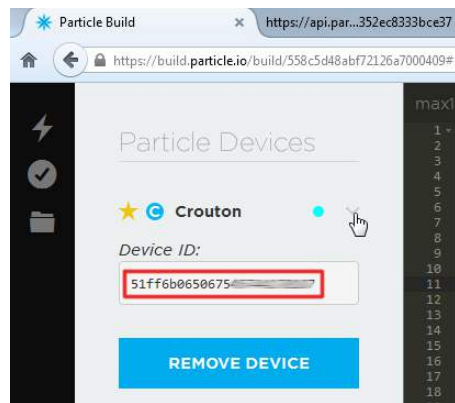 Particle Build × https://api.par...352ec8333bce37
https://build.particle.io/build/558c5d48abf72126a7000409#
max1
Particle Devices
Crouton
Device ID:
51ff6b0650675
REMOVE DEVICE
1
2
3
4
5
6
7
8
9
10
11
12
13
14
15
16
17
18